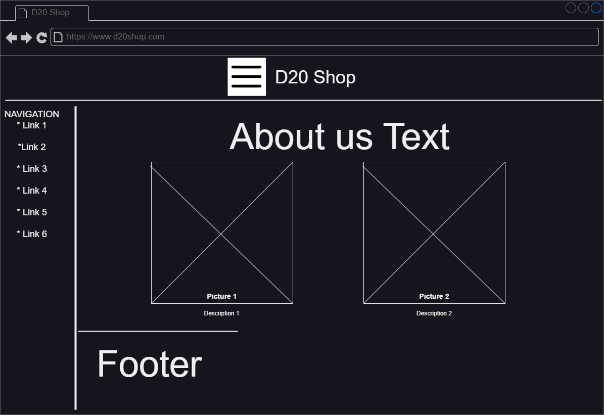 D20 Shop
https://www.d20shop.com
D20 Shop
NAVIGATION
* Link 1
*Link 2
* Link 3
* Link 4
* Link 5
* Link 6
About us Text
Picture 1
Picture 2
Description 1
Description 2
Footer